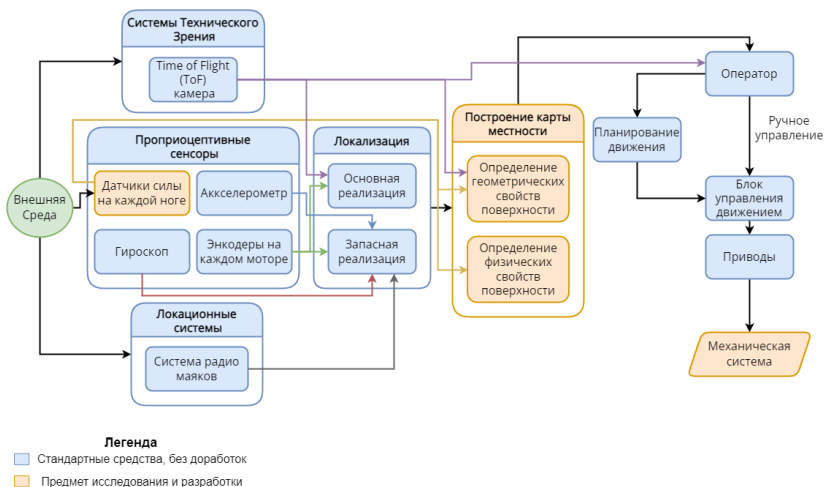 Системы Технического
Зрения
Time of Flight
(ToF)
камера
Проприоцептивные
сенсоры
Датчики силы
на каждой ноге
Аккселерометр
Гироскоп
Энкодеры на
каждом моторе
Внешняя
Среда
Локализация
Основная
реализация
Запасная
реализация
Локационные
системы
Система радио
маяков
Построение карты
местности
Определение
геометрических
свойств
поверхности
Определение
физических
свойств
поверхности
Оператор
Планирование
движения
Ручное
управление
Блок
управления
движением
Приводы
Механическая
система
Легенда
Стандартные средства, без доработок
Предмет исследования и разработки